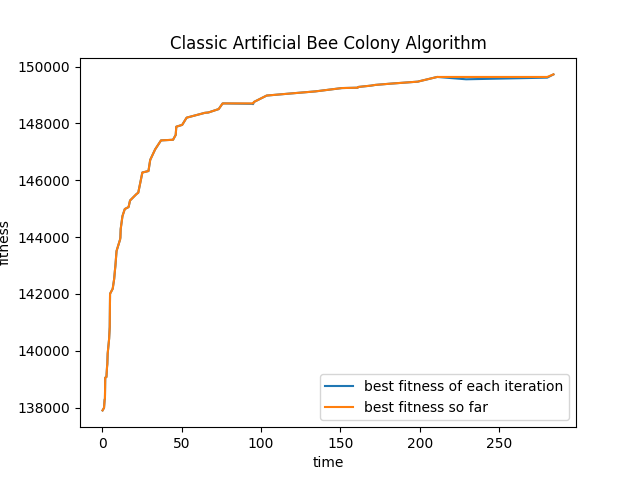 Classic Artificial Bee Colony Algorithm
150000
148000
146000
144000
142000
140000
138000
fitness
0 50 100 150 200 250
time
best fitness of each iteration
best fitness so far